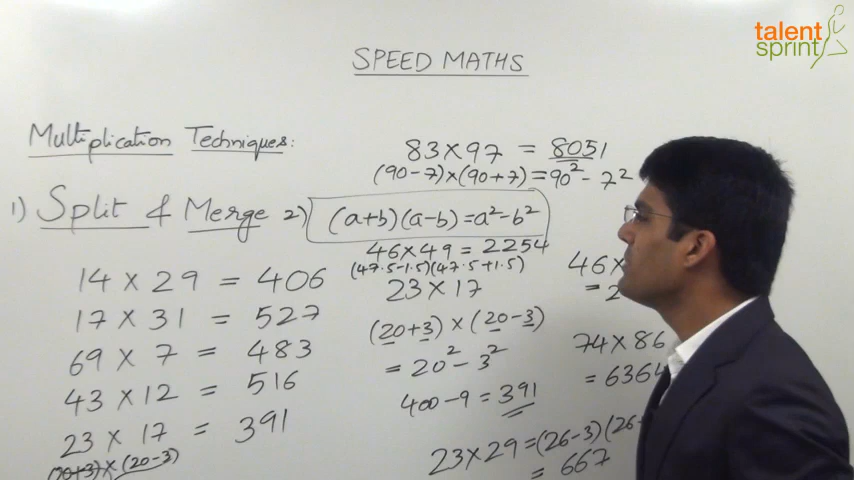 talent
sprint
SPEED MATHS
Multiplication Techniques:
1) Split & Merge
14 × 29 = 406
17 × 31 = 527
69 × 7 = 483
43 × 12 = 516
23 × 17 = 391
(20+3) × (20-3)
83×97 = 8051
(90-7)×(90+7)=90²-7²
2) (a+b)(a-b)=a²-b²
46×49 = 2254
(47.5-1.5)(47.5+1.5)
23×17
(20+3)×(20-3)
= 20²-3²
400-9=391
23×29=(26-3)(26-
= 667
46×
= 2
74×86
= 6364